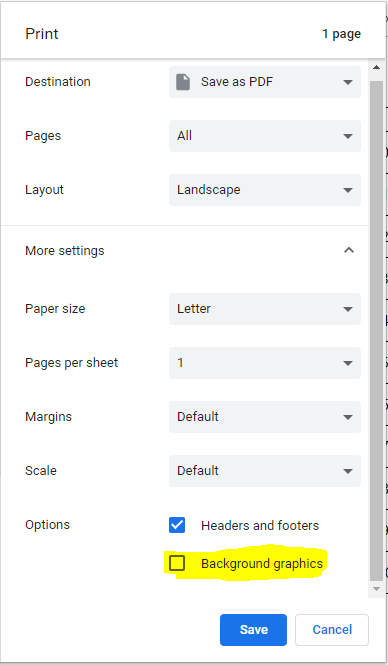 Print 1 page
Destination Save as PDF
Pages All
Layout Landscape
More settings
Paper size Letter
Pages per sheet 1
Margins Default
Scale Default
Options Headers and footers
Background graphics
Save Cancel